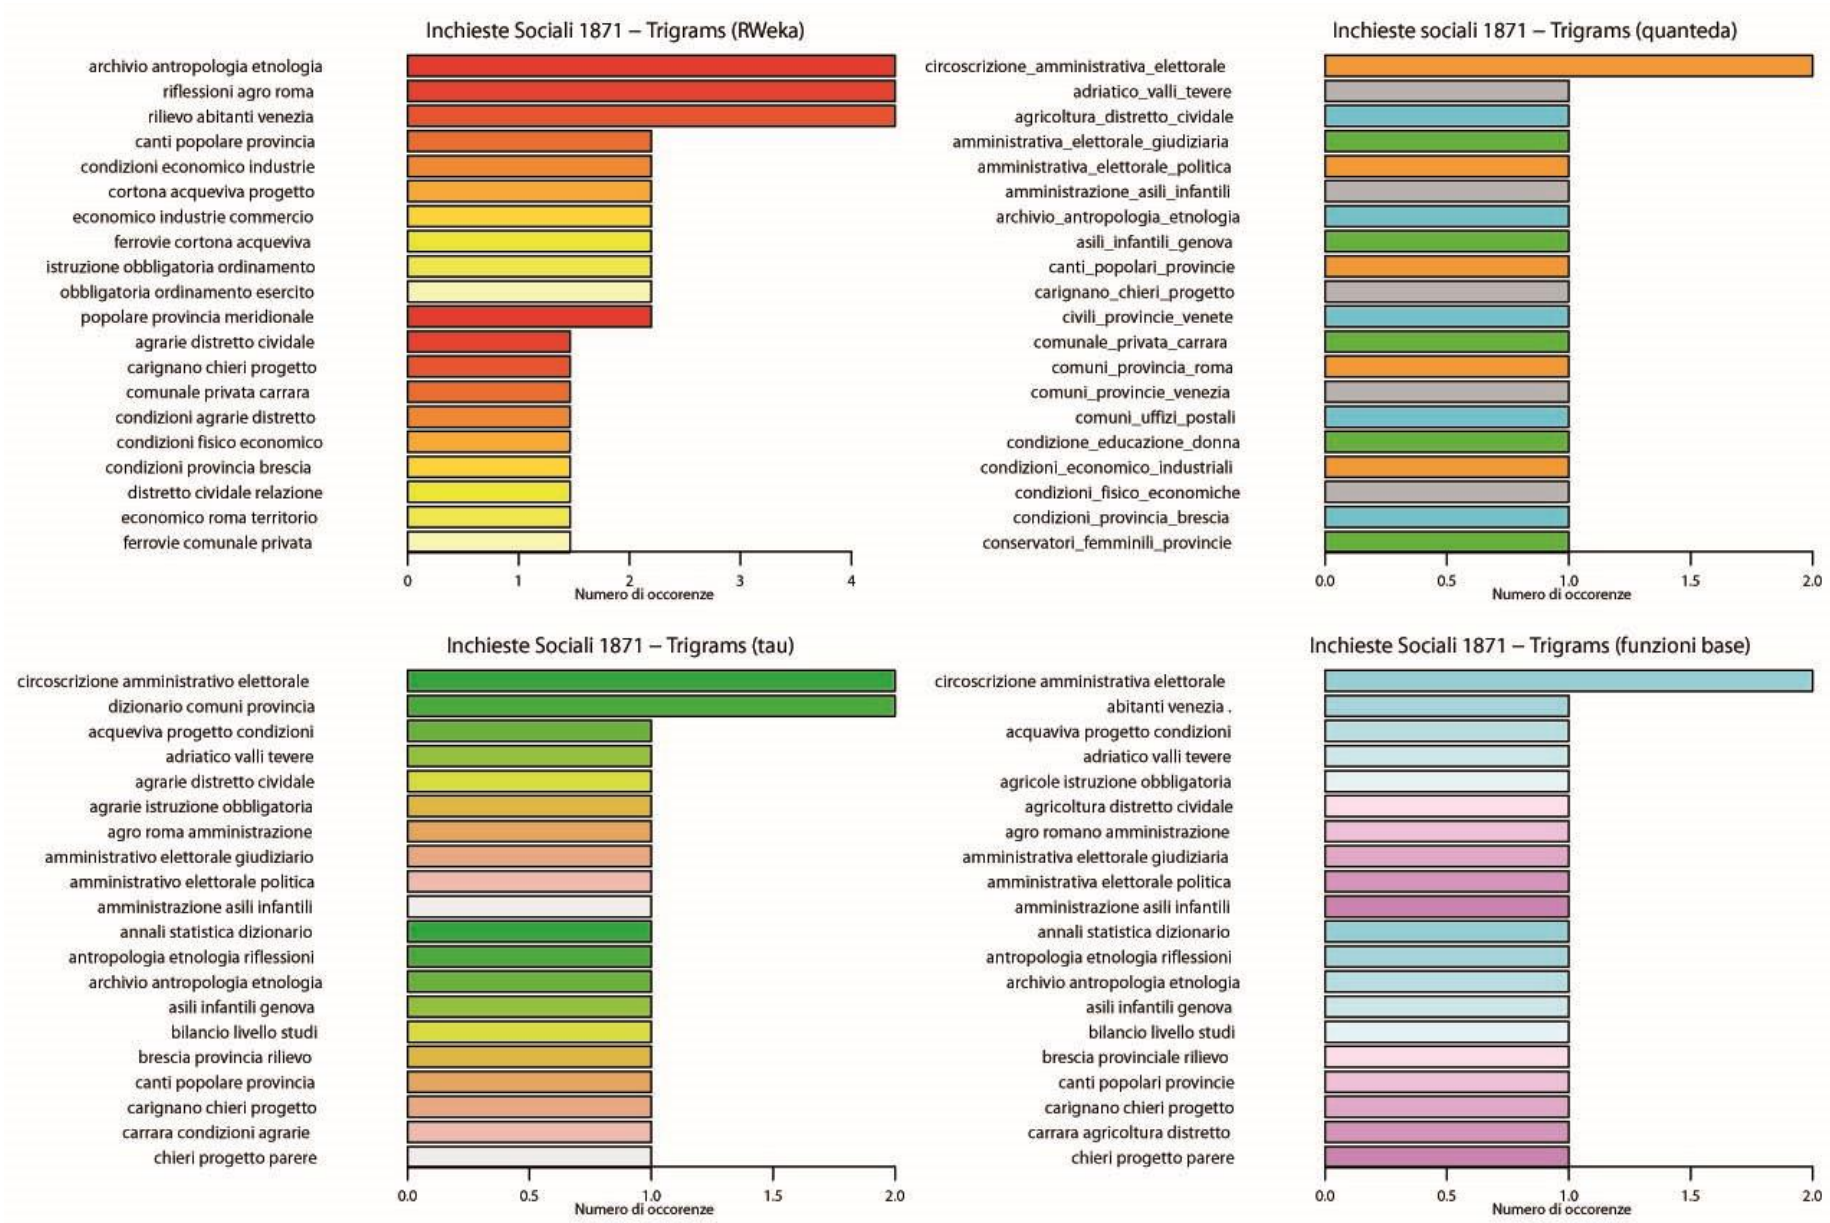 Inchieste Sociali 1871 – Trigrams (RWeka)
archivio antropologia etnologia
riflessioni agro roma
rilievo abitanti venezia
canti popolare provincia
condizioni economico industrie
cortona acqueviva progetto
economico industrie commercio
ferrovie cortona acqueviva
istruzione obbligatoria ordinamento
obbligatoria ordinamento esercito
popolare provincia meridionale
agrarie distretto cividale
carignano chieri progetto
comunale privata carrara
condizioni agrarie distretto
condizioni fisico economico
condizioni provincia brescia
distretto cividale relazione
economico roma territorio
ferrovie comunale privata
0 1 2 3 4
Numero di occorenze
Inchieste sociali 1871 – Trigrams (quanteda)
circoscrizione_amministrativa_elettorale
adriatico_valli_tevere
agricoltura_distretto_cividale
amministrativa_elettorale_giudiziaria
amministrativa_elettorale_politica
amministrazione_asili_infantili
archivio_antropologia_etnologia
asili_infantili_genova
canti_popolari_provincie
carignano_chieri_progetto
civili_provincie_venete
comunale_privata_carrara
comuni_provincia_roma
comuni_provincie_venezia
comuni_uffizi_postali
condizione_educazione_donna
condizioni_economico_industriali
condizioni_fisico_economiche
condizioni_provincia_brescia
conservatori_femminili_provincie
0.0 0.5 1.0 1.5 2.0
Numero di occorenze
Inchieste Sociali 1871 – Trigrams (tau)
circoscrizione amministrativo elettorale
dizionario comuni provincia
acqueviva progetto condizioni
adriatico valli tevere
agrarie distretto cividale
agrarie istruzione obbligatoria
agro roma amministrazione
amministrativo elettorale giudiziario
amministrativo elettorale politica
amministrazione asili infantili
annali statistica dizionario
antropologia etnologia riflessioni
archivio antropologia etnologia
asili infantili genova
bilancio livello studi
brescia provincia rilievo
canti popolare provincia
carignano chieri progetto
carrara condizioni agrarie
chieri progetto parere
0.0 0.5 1.0 1.5 2.0
Numero di occorenze
Inchieste Sociali 1871 – Trigrams (funzioni base)
circoscrizione amministrativa elettorale
abitanti venezia .
acquaviva progetto condizioni
adriatico valli tevere
agricole istruzione obbligatoria
agricoltura distretto cividale
agro romano amministrazione
amministrativa elettorale giudiziaria
amministrativa elettorale politica
amministrazione asili infantili
annali statistica dizionario
antropologia etnologia riflessioni
archivio antropologia etnologia
asili infantili genova
bilancio livello studi
brescia provinciale rilievo
canti popolari provincie
carignano chieri progetto
carrara agricoltura distretto
chieri progetto parere
0.0 0.5 1.0 1.5 2.0
Numero di occorenze